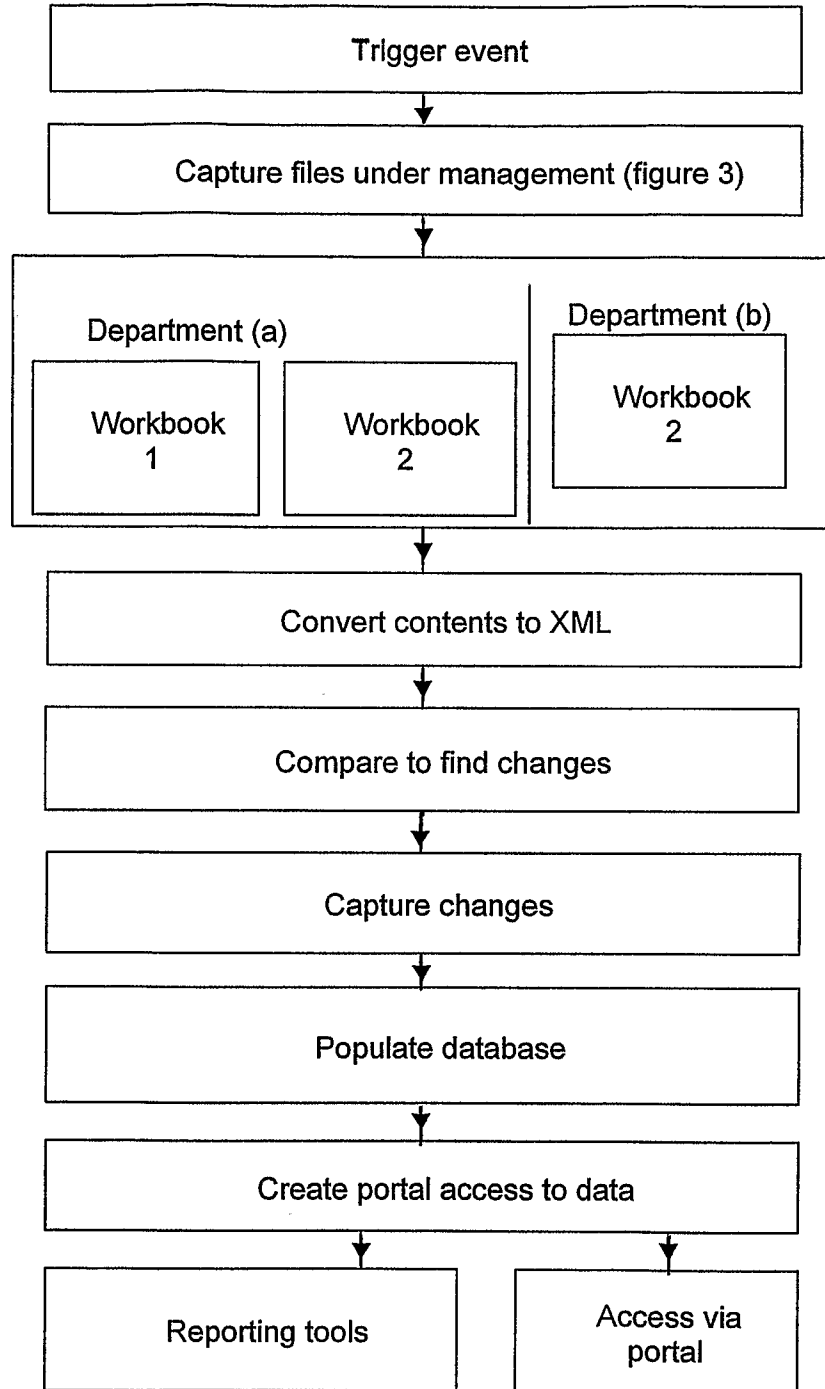 Trigger event
Capture files under management (figure 3)
Department (a)
Department (b)
Workbook
1
Workbook
2
Workbook
2
Convert contents to XML
Compare to find changes
Capture changes
Populate database
Create portal access to data
Reporting tools
Access via
portal